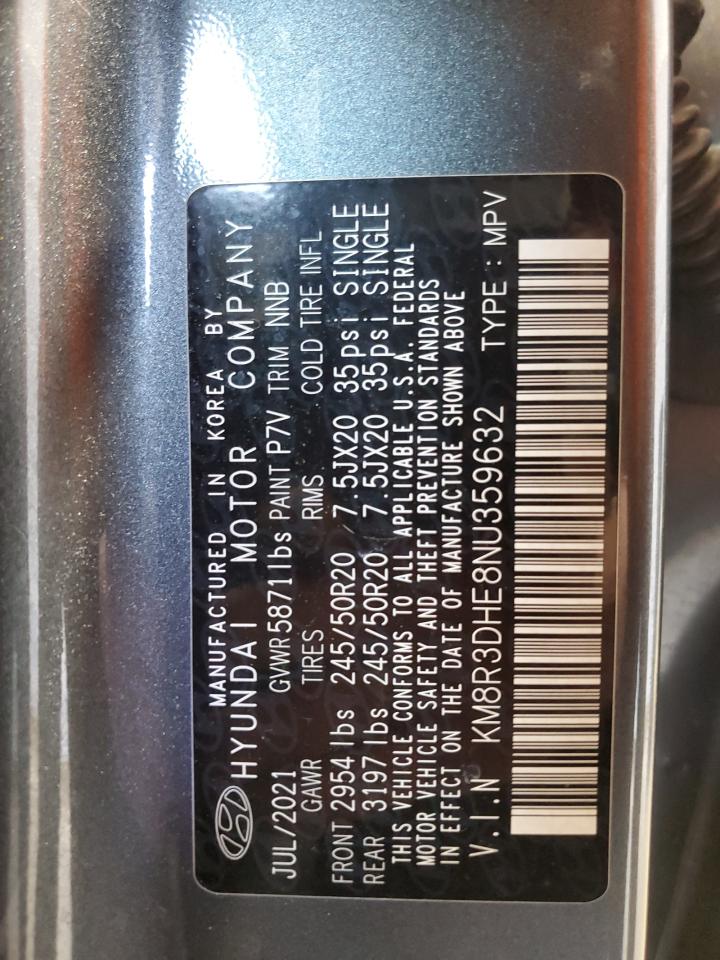 MANUFACTURED IN KOREA BY
HYUNDAI MOTOR COMPANY
JUL/2021 GVWR 5871lbs PAINT P7V TRIM NNB
GAWR TIRES RIMS COLD TIRE INFL
FRONT 2954 lbs 245/50R20 7.5JX20 35psi SINGLE
REAR 3197 lbs 245/50R20 7.5JX20 35psi SINGLE
THIS VEHICLE CONFORMS TO ALL APPLICABLE U.S.A. FEDERAL
MOTOR VEHICLE SAFETY AND THEFT PREVENTION STANDARDS
IN EFFECT ON THE DATE OF MANUFACTURE SHOWN ABOVE
V.I.N KM8R3DHE8NU359632 TYPE : MPV